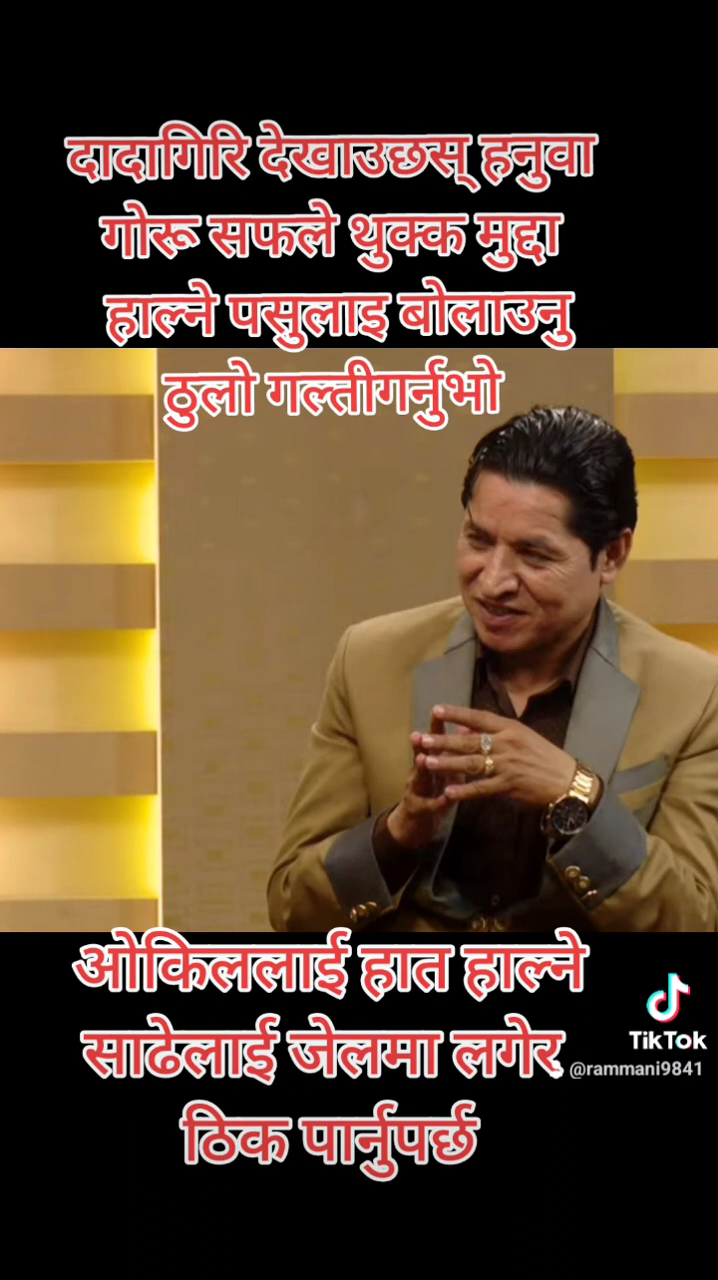 दादागिरि देखाउछस् हनुवा
गोरू सफले थुक्क मुद्दा
हाल्ने पसुलाइ बोलाउनु
ठुलो गल्तीगर्नुभो
ओकिललाई हात हाल्ने
साढेलाई जेलमा लगेर
ठिक पार्नुपर्छ
TikTok
@rammani9841